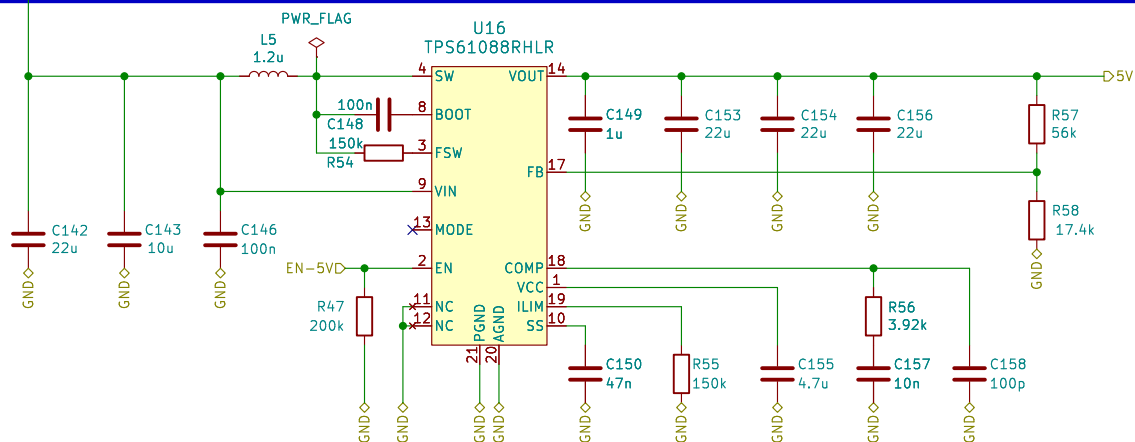 PWR_FLAG
U16
TPS61088RHLR
L5
1.2u
4
SW
VOUT
14
5V
100n
C148
8
BOOT
C149
1u
C153
22u
C154
22u
C156
22u
R57
56k
150k
R54
3
FSW
FB
17
9
VIN
GND
GND
GND
GND
R58
17.4k
C142
22u
C143
10u
C146
100n
13
MODE
GND
GND
GND
GND
EN-5V
2
EN
COMP
18
VCC
1
R47
200k
11
NC
ILIM
19
R56
3.92k
12
NC
SS
10
PGND
AGND
21
20
C150
47n
R55
150k
C155
4.7u
C157
10n
C158
100p
GND
GND
GND
GND
GND
GND
GND
GND
GND